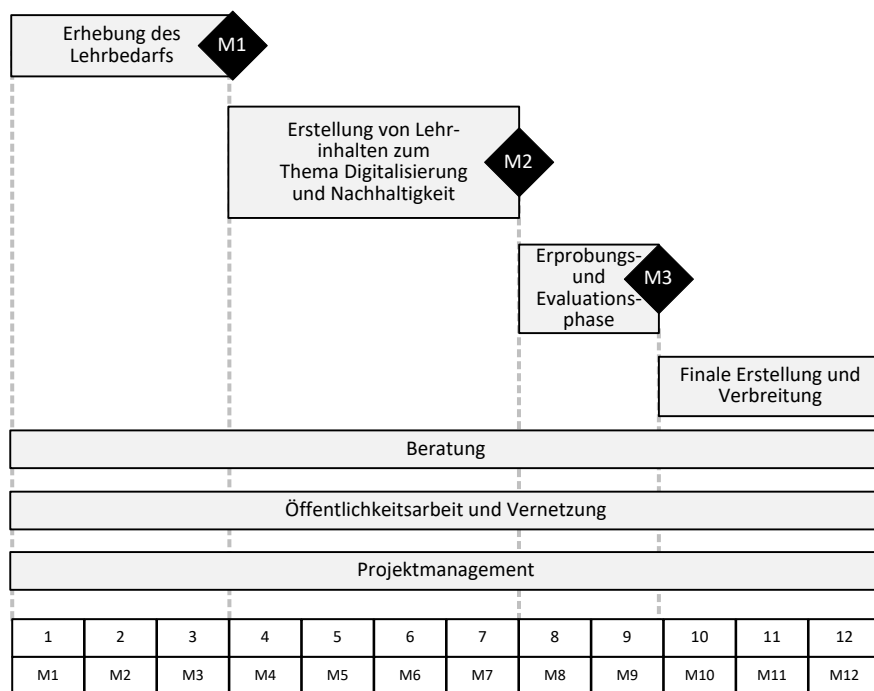 Erhebung des
Lehrbedarfs
M1
Erstellung von Lehr-
inhalten zum
Thema Digitalisierung
und Nachhaltigkeit
M2
Erprobungs-
und
Evaluations-
phase
M3
Finale Erstellung und
Verbreitung
Beratung
Öffentlichkeitsarbeit und Vernetzung
Projektmanagement
1 2 3 4 5 6 7 8 9 10 11 12
M1 M2 M3 M4 M5 M6 M7 M8 M9 M10 M11 M12